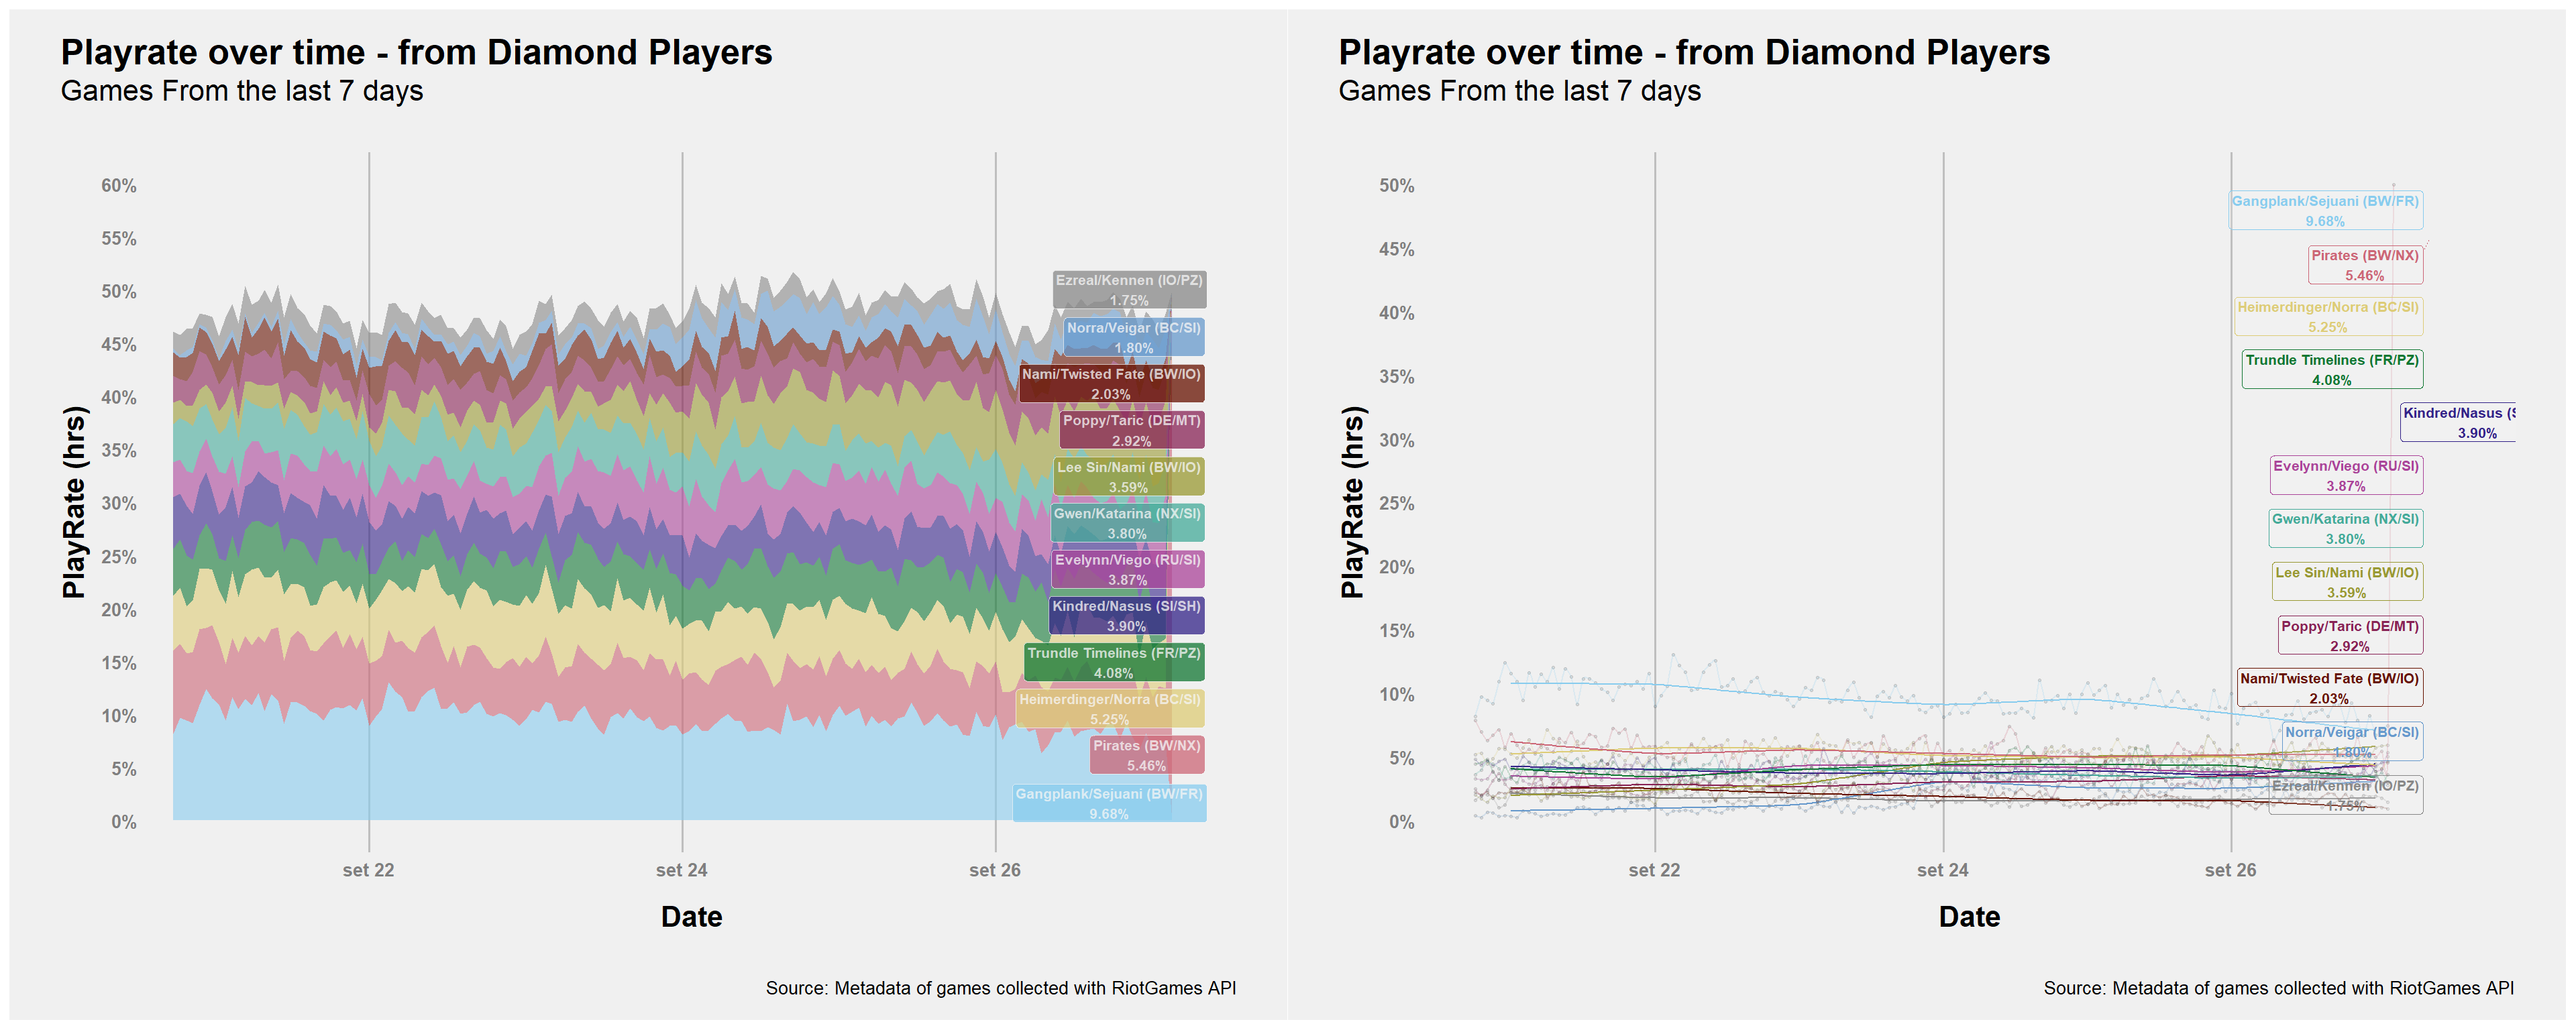 Playrate over time - from Diamond Players
Games From the last 7 days
60%
55%
50%
45%
40%
35%
30%
25%
20%
15%
10%
5%
0%
PlayRate (hrs)
Ezreal/Kennen (IO/PZ)
1.75%
Norra/Veigar (BC/SI)
1.80%
Nami/Twisted Fate (BW/IO)
2.03%
Poppy/Taric (DE/MT)
2.92%
Lee Sin/Nami (BW/IO)
3.59%
Gwen/Katarina (NX/SI)
3.80%
Evelynn/Viego (RU/SI)
3.87%
Kindred/Nasus (SI/SH)
3.90%
Trundle Timelines (FR/PZ)
4.08%
Heimerdinger/Norra (BC/SI)
5.25%
Pirates (BW/NX)
5.46%
Gangplank/Sejuani (BW/FR)
9.68%
set 22
set 24
set 26
Date
Source: Metadata of games collected with RiotGames API
Playrate over time - from Diamond Players
Games From the last 7 days
50%
45%
40%
35%
30%
25%
20%
15%
10%
5%
0%
PlayRate (hrs)
Gangplank/Sejuani (BW/FR)
9.68%
Pirates (BW/NX)
5.46%
Heimerdinger/Norra (BC/SI)
5.25%
Trundle Timelines (FR/PZ)
4.08%
Kindred/Nasus (S
3.90%
Evelynn/Viego (RU/SI)
3.87%
Gwen/Katarina (NX/SI)
3.80%
Lee Sin/Nami (BW/IO)
3.59%
Poppy/Taric (DE/MT)
2.92%
Nami/Twisted Fate (BW/IO)
2.03%
Norra/Veigar (BC/SI)
1.80%
Ezreal/Kennen (IO/PZ)
1.75%
set 22
set 24
set 26
Date
Source: Metadata of games collected with RiotGames API